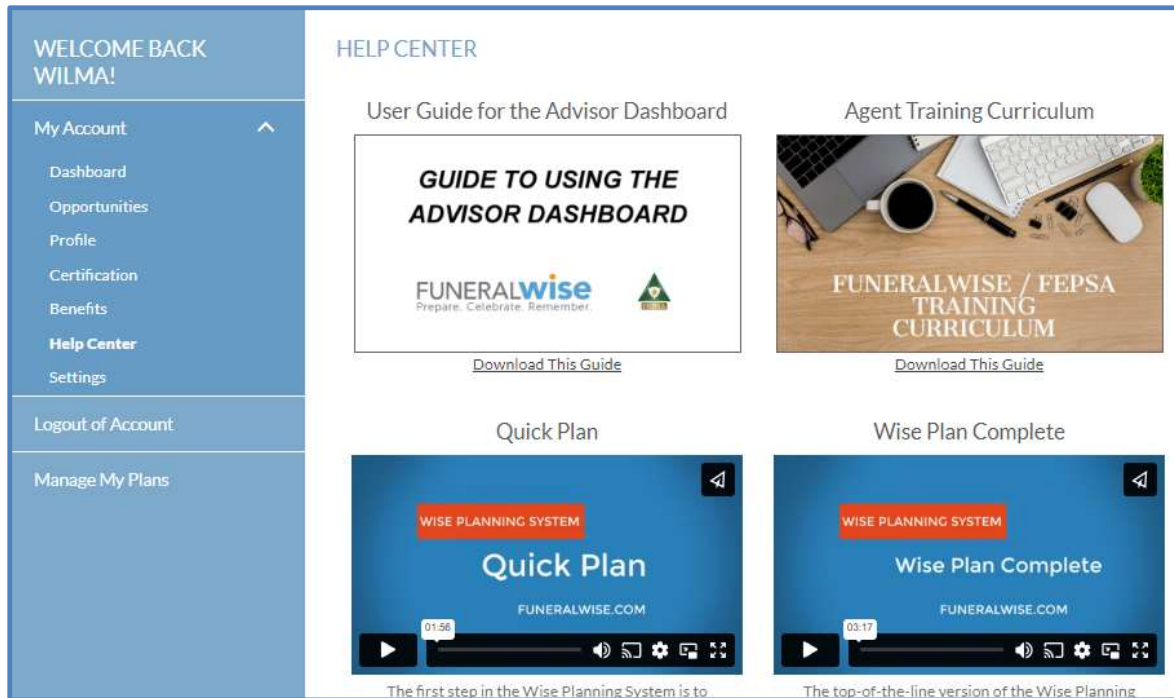 WELCOME BACK
WILMA!
My Account
Dashboard
Opportunities
Profile
Certification
Benefits
Help Center
Settings
Logout of Account
Manage My Plans
HELP CENTER
User Guide for the Advisor Dashboard
GUIDE TO USING THE
ADVISOR DASHBOARD
FUNERALwise
Prepare. Celebrate. Remember.
Download This Guide
Agent Training Curriculum
FUNERALWISE / FEPSA
TRAINING
CURRICULUM
Download This Guide
Quick Plan
WISE PLANNING SYSTEM
Quick Plan
FUNERALWISE.COM
01:56
The first step in the Wise Planning System is to
Wise Plan Complete
WISE PLANNING SYSTEM
Wise Plan Complete
FUNERALWISE.COM
03:17
The top-of-the-line version of the Wise Planning